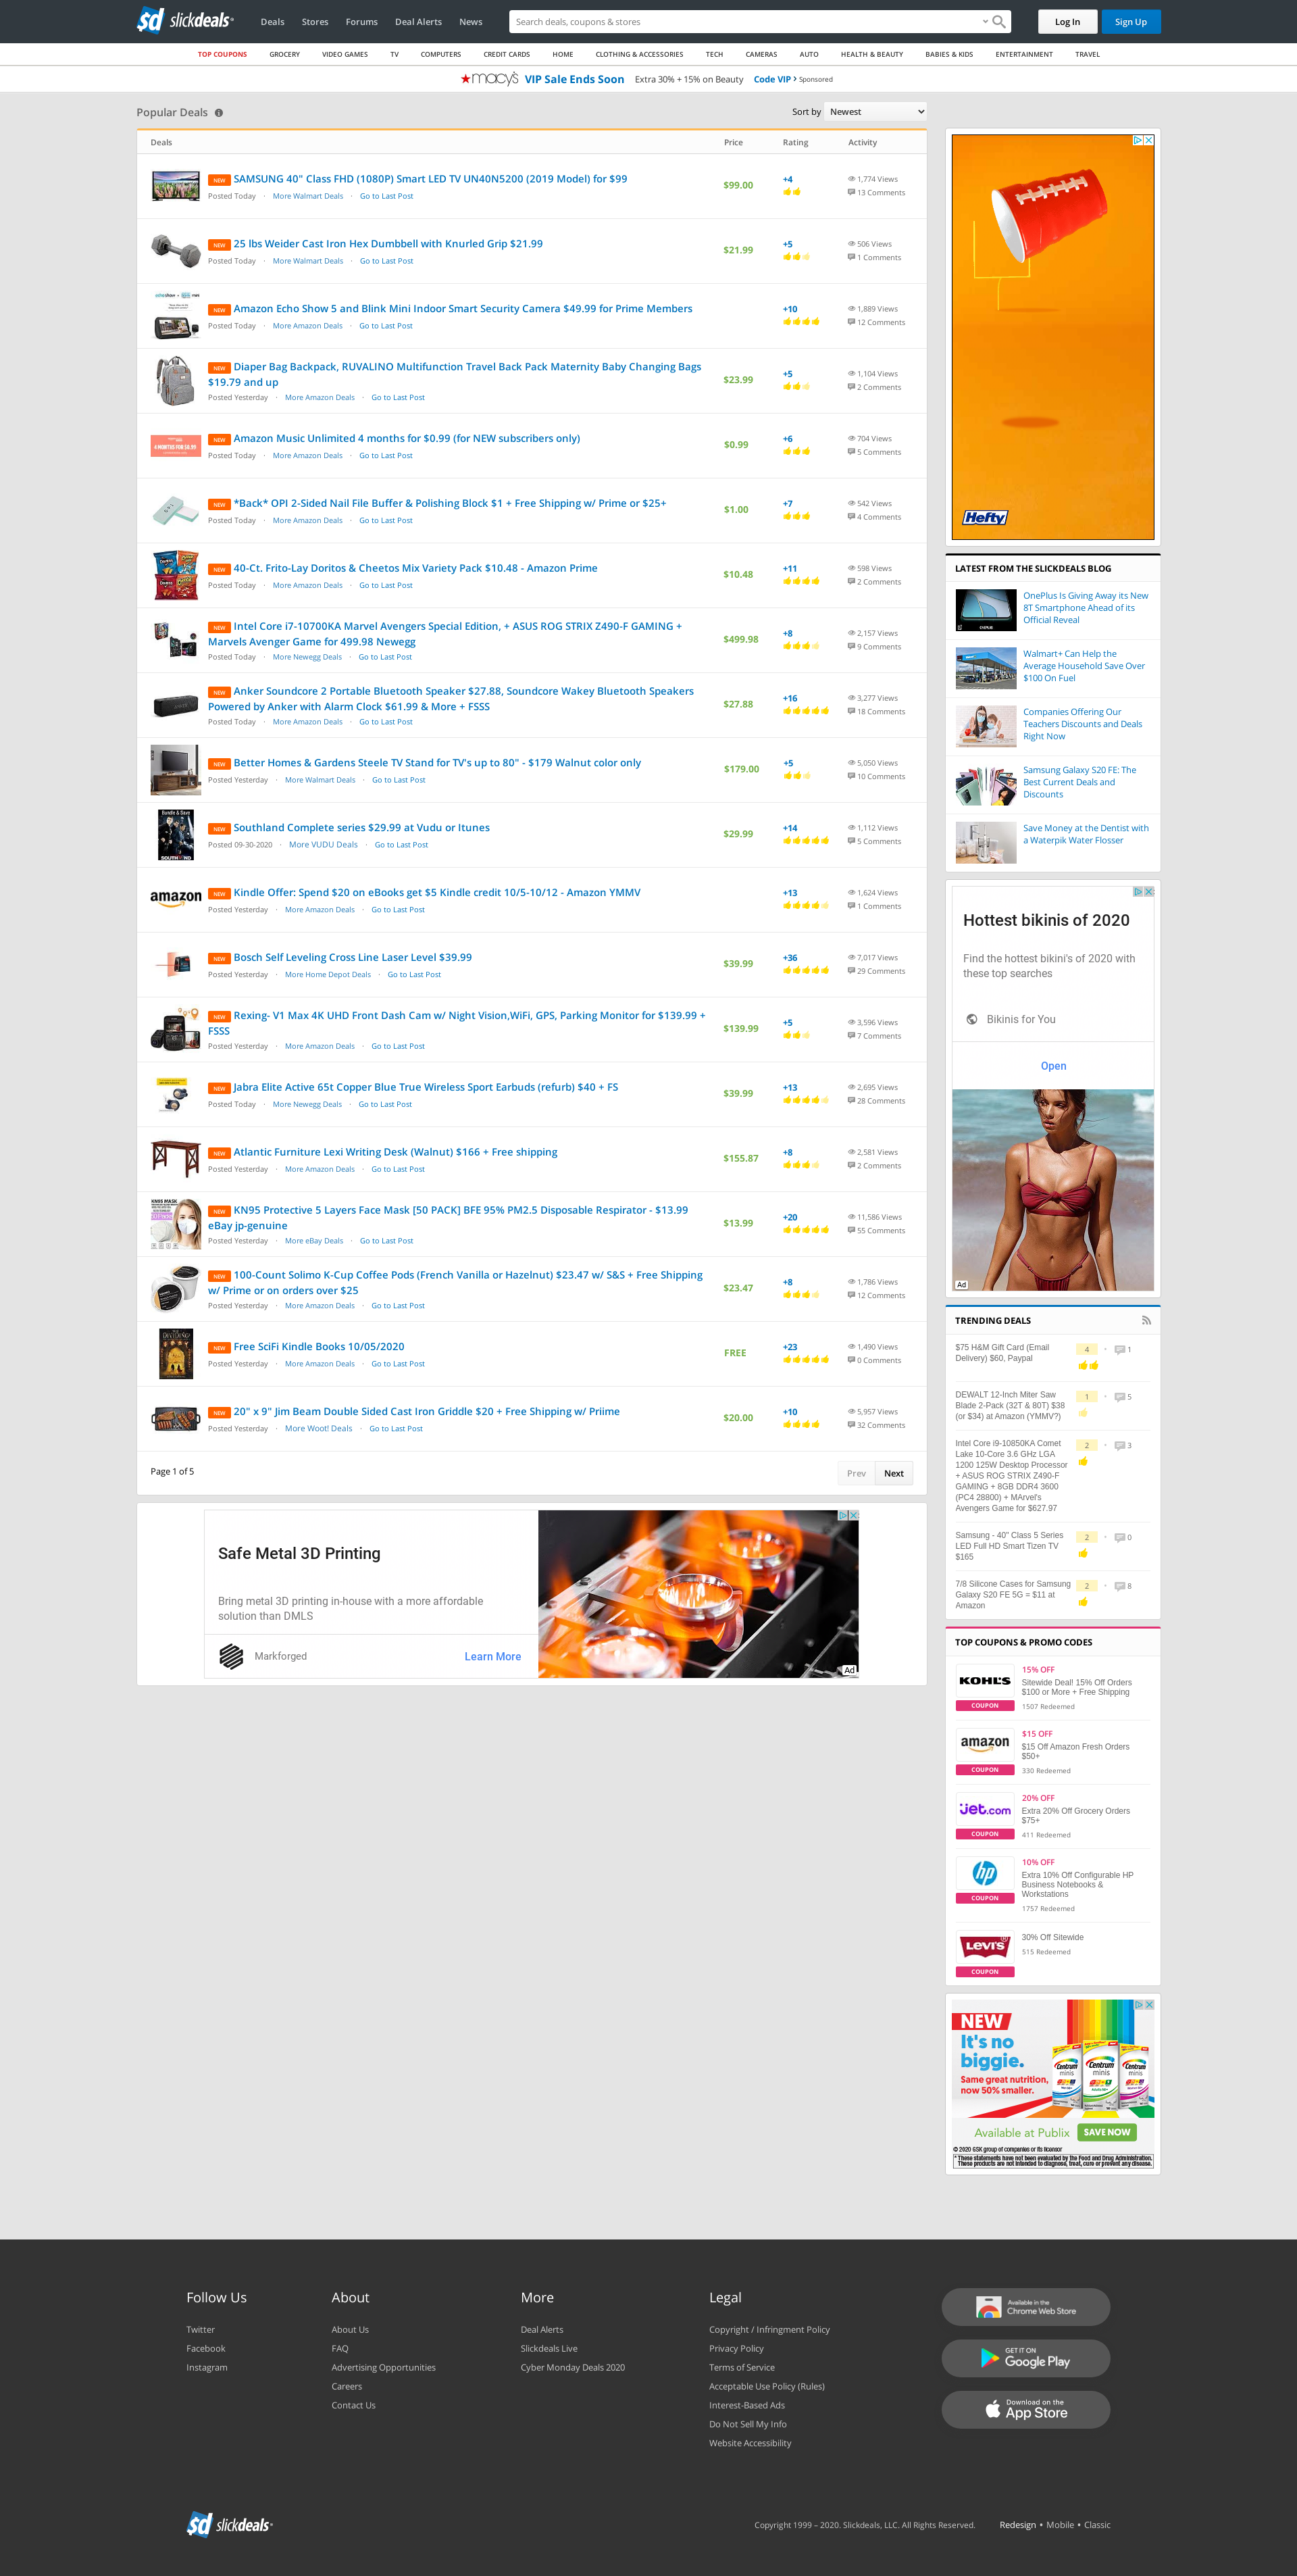 sd slickdeals
Deals Stores Forums Deal Alerts News
Search deals, coupons & stores
Log In
Sign Up
TOP COUPONS GROCERY VIDEO GAMES TV COMPUTERS CREDIT CARDS HOME CLOTHING & ACCESSORIES TECH CAMERAS AUTO HEALTH & BEAUTY BABIES & KIDS ENTERTAINMENT TRAVEL
★macy's VIP Sale Ends Soon Extra 30% + 15% on Beauty Code VIP › Sponsored
Popular Deals
Sort by Newest
Deals Price Rating Activity
NEW SAMSUNG 40" Class FHD (1080P) Smart LED TV UN40N5200 (2019 Model) for $99
Posted Today · More Walmart Deals · Go to Last Post
$99.00
+4
1,774 Views
13 Comments
NEW 25 lbs Weider Cast Iron Hex Dumbbell with Knurled Grip $21.99
Posted Today · More Walmart Deals · Go to Last Post
$21.99
+5
506 Views
1 Comments
NEW Amazon Echo Show 5 and Blink Mini Indoor Smart Security Camera $49.99 for Prime Members
Posted Today · More Amazon Deals · Go to Last Post
+10
1,889 Views
12 Comments
NEW Diaper Bag Backpack, RUVALINO Multifunction Travel Back Pack Maternity Baby Changing Bags
$19.79 and up
Posted Yesterday · More Amazon Deals · Go to Last Post
$23.99
+5
1,104 Views
2 Comments
4 MONTHS FOR $0.99
NEW Amazon Music Unlimited 4 months for $0.99 (for NEW subscribers only)
Posted Today · More Amazon Deals · Go to Last Post
$0.99
+6
704 Views
5 Comments
NEW *Back* OPI 2-Sided Nail File Buffer & Polishing Block $1 + Free Shipping w/ Prime or $25+
Posted Today · More Amazon Deals · Go to Last Post
$1.00
+7
542 Views
4 Comments
NEW 40-Ct. Frito-Lay Doritos & Cheetos Mix Variety Pack $10.48 - Amazon Prime
Posted Today · More Amazon Deals · Go to Last Post
$10.48
+11
598 Views
2 Comments
NEW Intel Core i7-10700KA Marvel Avengers Special Edition, + ASUS ROG STRIX Z490-F GAMING +
Marvels Avenger Game for 499.98 Newegg
Posted Today · More Newegg Deals · Go to Last Post
$499.98
+8
2,157 Views
9 Comments
NEW Anker Soundcore 2 Portable Bluetooth Speaker $27.88, Soundcore Wakey Bluetooth Speakers
Powered by Anker with Alarm Clock $61.99 & More + FSSS
Posted Today · More Amazon Deals · Go to Last Post
$27.88
+16
3,277 Views
18 Comments
NEW Better Homes & Gardens Steele TV Stand for TV's up to 80" - $179 Walnut color only
Posted Yesterday · More Walmart Deals · Go to Last Post
$179.00
+5
5,050 Views
10 Comments
Bundle & Save
SOUTHLAND
NEW Southland Complete series $29.99 at Vudu or Itunes
Posted 09-30-2020 · More VUDU Deals · Go to Last Post
$29.99
+14
1,112 Views
5 Comments
amazon
NEW Kindle Offer: Spend $20 on eBooks get $5 Kindle credit 10/5-10/12 - Amazon YMMV
Posted Yesterday · More Amazon Deals · Go to Last Post
+13
1,624 Views
1 Comments
NEW Bosch Self Leveling Cross Line Laser Level $39.99
Posted Yesterday · More Home Depot Deals · Go to Last Post
$39.99
+36
7,017 Views
29 Comments
NEW Rexing- V1 Max 4K UHD Front Dash Cam w/ Night Vision,WiFi, GPS, Parking Monitor for $139.99 +
FSSS
Posted Yesterday · More Amazon Deals · Go to Last Post
$139.99
+5
3,596 Views
7 Comments
NEW Jabra Elite Active 65t Copper Blue True Wireless Sport Earbuds (refurb) $40 + FS
Posted Today · More Newegg Deals · Go to Last Post
$39.99
+13
2,695 Views
28 Comments
NEW Atlantic Furniture Lexi Writing Desk (Walnut) $166 + Free shipping
Posted Yesterday · More Amazon Deals · Go to Last Post
$155.87
+8
2,581 Views
2 Comments
KN95 MASK
NEW KN95 Protective 5 Layers Face Mask [50 PACK] BFE 95% PM2.5 Disposable Respirator - $13.99
eBay jp-genuine
Posted Yesterday · More eBay Deals · Go to Last Post
$13.99
+20
11,586 Views
55 Comments
NEW 100-Count Solimo K-Cup Coffee Pods (French Vanilla or Hazelnut) $23.47 w/ S&S + Free Shipping
w/ Prime or on orders over $25
Posted Yesterday · More Amazon Deals · Go to Last Post
$23.47
+8
1,786 Views
12 Comments
NEW Free SciFi Kindle Books 10/05/2020
Posted Yesterday · More Amazon Deals · Go to Last Post
FREE
+23
1,490 Views
0 Comments
NEW 20" x 9" Jim Beam Double Sided Cast Iron Griddle $20 + Free Shipping w/ Priime
Posted Yesterday · More Woot! Deals · Go to Last Post
$20.00
+10
5,957 Views
32 Comments
Page 1 of 5
Prev Next
Safe Metal 3D Printing
Bring metal 3D printing in-house with a more affordable
solution than DMLS
Markforged
Learn More
Ad
Hefty
LATEST FROM THE SLICKDEALS BLOG
OnePlus Is Giving Away its New
8T Smartphone Ahead of its
Official Reveal
Walmart+ Can Help the
Average Household Save Over
$100 On Fuel
Companies Offering Our
Teachers Discounts and Deals
Right Now
Samsung Galaxy S20 FE: The
Best Current Deals and
Discounts
Save Money at the Dentist with
a Waterpik Water Flosser
Hottest bikinis of 2020
Find the hottest bikini's of 2020 with
these top searches
Bikinis for You
Open
Ad
TRENDING DEALS
$75 H&M Gift Card (Email
Delivery) $60, Paypal
4 · 1
DEWALT 12-Inch Miter Saw
Blade 2-Pack (32T & 80T) $38
(or $34) at Amazon (YMMV?)
1 · 5
Intel Core i9-10850KA Comet
Lake 10-Core 3.6 GHz LGA
1200 125W Desktop Processor
+ ASUS ROG STRIX Z490-F
GAMING + 8GB DDR4 3600
(PC4 28800) + MArvel's
Avengers Game for $627.97
2 · 3
Samsung - 40" Class 5 Series
LED Full HD Smart Tizen TV
$165
2 · 0
7/8 Silicone Cases for Samsung
Galaxy S20 FE 5G = $11 at
Amazon
2 · 8
TOP COUPONS & PROMO CODES
KOHL'S
COUPON
15% OFF
Sitewide Deal! 15% Off Orders
$100 or More + Free Shipping
1507 Redeemed
amazon
COUPON
$15 OFF
$15 Off Amazon Fresh Orders
$50+
330 Redeemed
jet.com
COUPON
20% OFF
Extra 20% Off Grocery Orders
$75+
411 Redeemed
hp
COUPON
10% OFF
Extra 10% Off Configurable HP
Business Notebooks &
Workstations
1757 Redeemed
LEVI'S
COUPON
30% Off Sitewide
515 Redeemed
NEW
It's no
biggie.
Same great nutrition,
now 50% smaller.
Centrum minis
Centrum minis
Centrum minis
Available at Publix SAVE NOW
© 2020 GSK group of companies or its licensor
* These statements have not been evaluated by the Food and Drug Administration.
These products are not intended to diagnose, treat, cure or prevent any disease.
Follow Us
Twitter
Facebook
Instagram
About
About Us
FAQ
Advertising Opportunities
Careers
Contact Us
More
Deal Alerts
Slickdeals Live
Cyber Monday Deals 2020
Legal
Copyright / Infringment Policy
Privacy Policy
Terms of Service
Acceptable Use Policy (Rules)
Interest-Based Ads
Do Not Sell My Info
Website Accessibility
Available in the
Chrome Web Store
GET IT ON
Google Play
Download on the
App Store
sd slickdeals
Copyright 1999 – 2020. Slickdeals, LLC. All Rights Reserved.
Redesign • Mobile • Classic